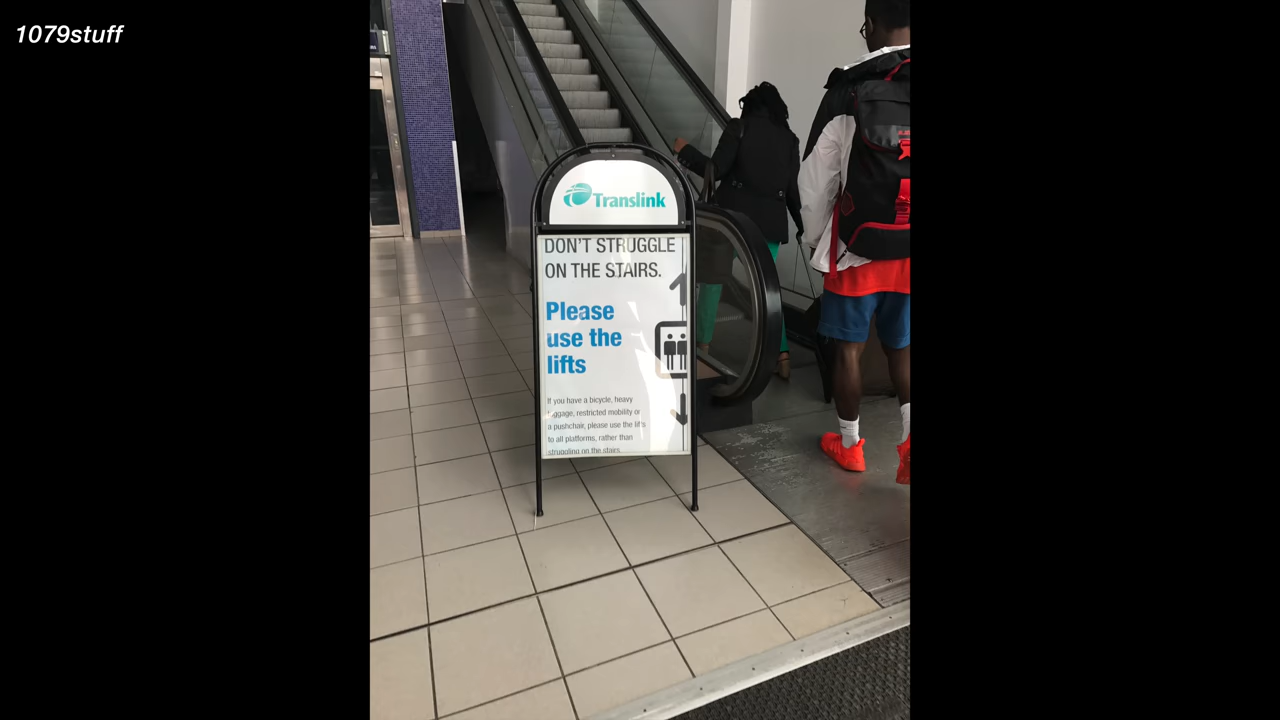 1079stuff
Translink
DON'T STRUGGLE
ON THE STAIRS.
Please
use the
lifts
If you have a bicycle, heavy
luggage, restricted mobility or
a pushchair, please use the lifts
to all platforms, rather than
struggling on the stairs.